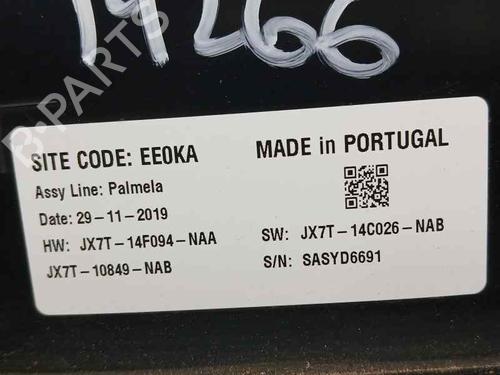 14266
B-PARTS
SITE CODE: EE0KA
MADE in PORTUGAL
Assy Line: Palmela
Date: 29-11-2019
HW: JX7T-14F094-NAA
SW: JX7T-14C026-NAB
JX7T-10849-NAB
S/N: SASYD6691